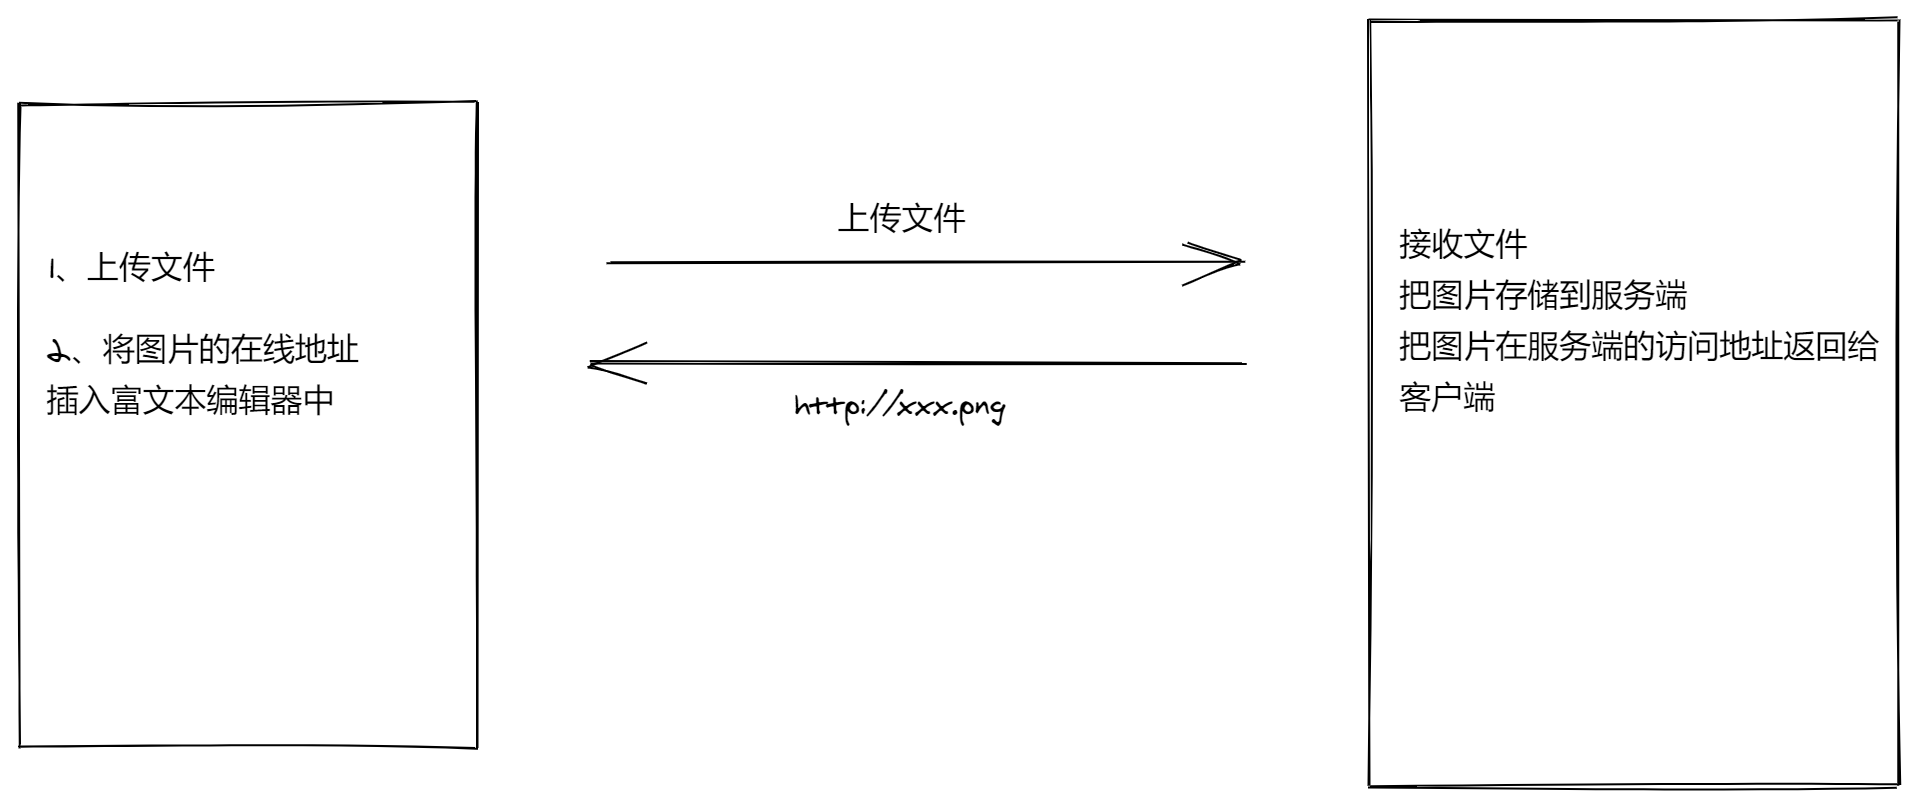 1、上传文件
2、将图片的在线地址
插入富文本编辑器中
上传文件
http://xxx.png
接收文件
把图片存储到服务端
把图片在服务端的访问地址返回给
客户端